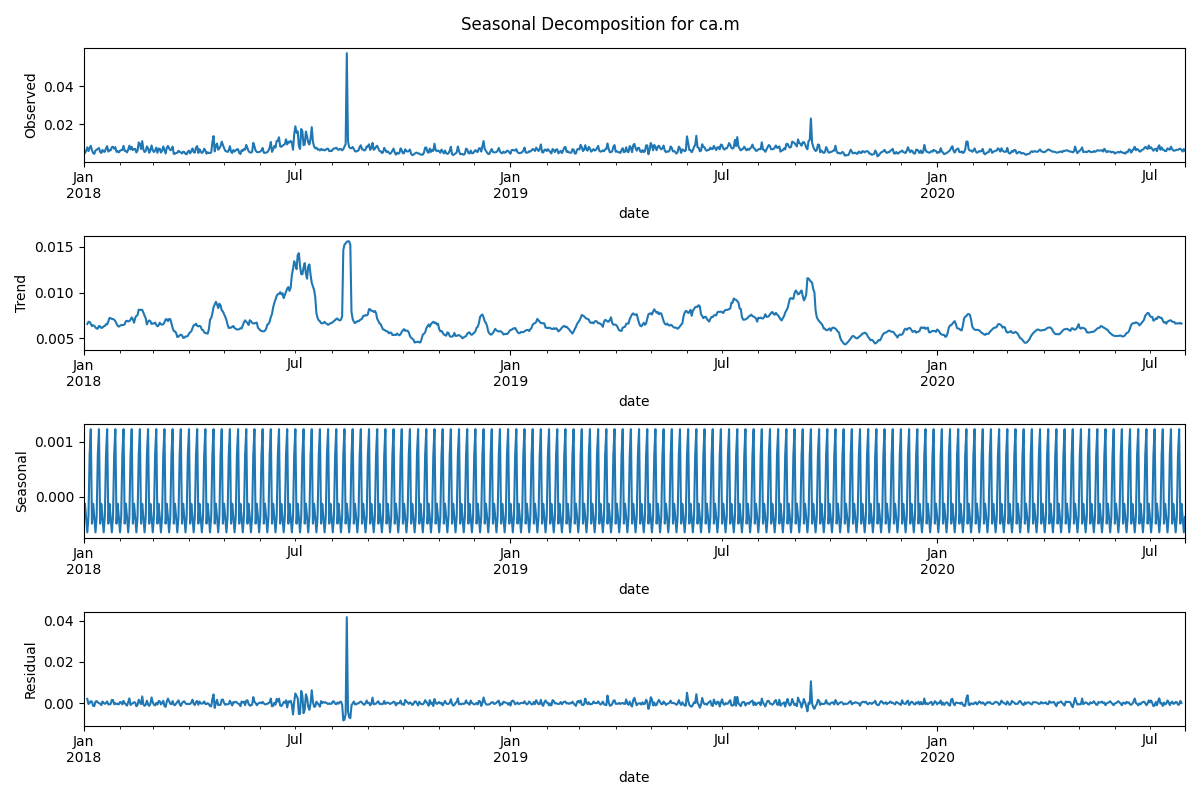 Seasonal Decomposition for ca.m
Observed
0.04
0.02
Jan
2018
Jul
Jan
2019
Jul
Jan
2020
Jul
date
Trend
0.015
0.010
0.005
Jan
2018
Jul
Jan
2019
Jul
Jan
2020
Jul
date
Seasonal
0.001
0.000
Jan
2018
Jul
Jan
2019
Jul
Jan
2020
Jul
date
Residual
0.04
0.02
0.00
Jan
2018
Jul
Jan
2019
Jul
Jan
2020
Jul
date